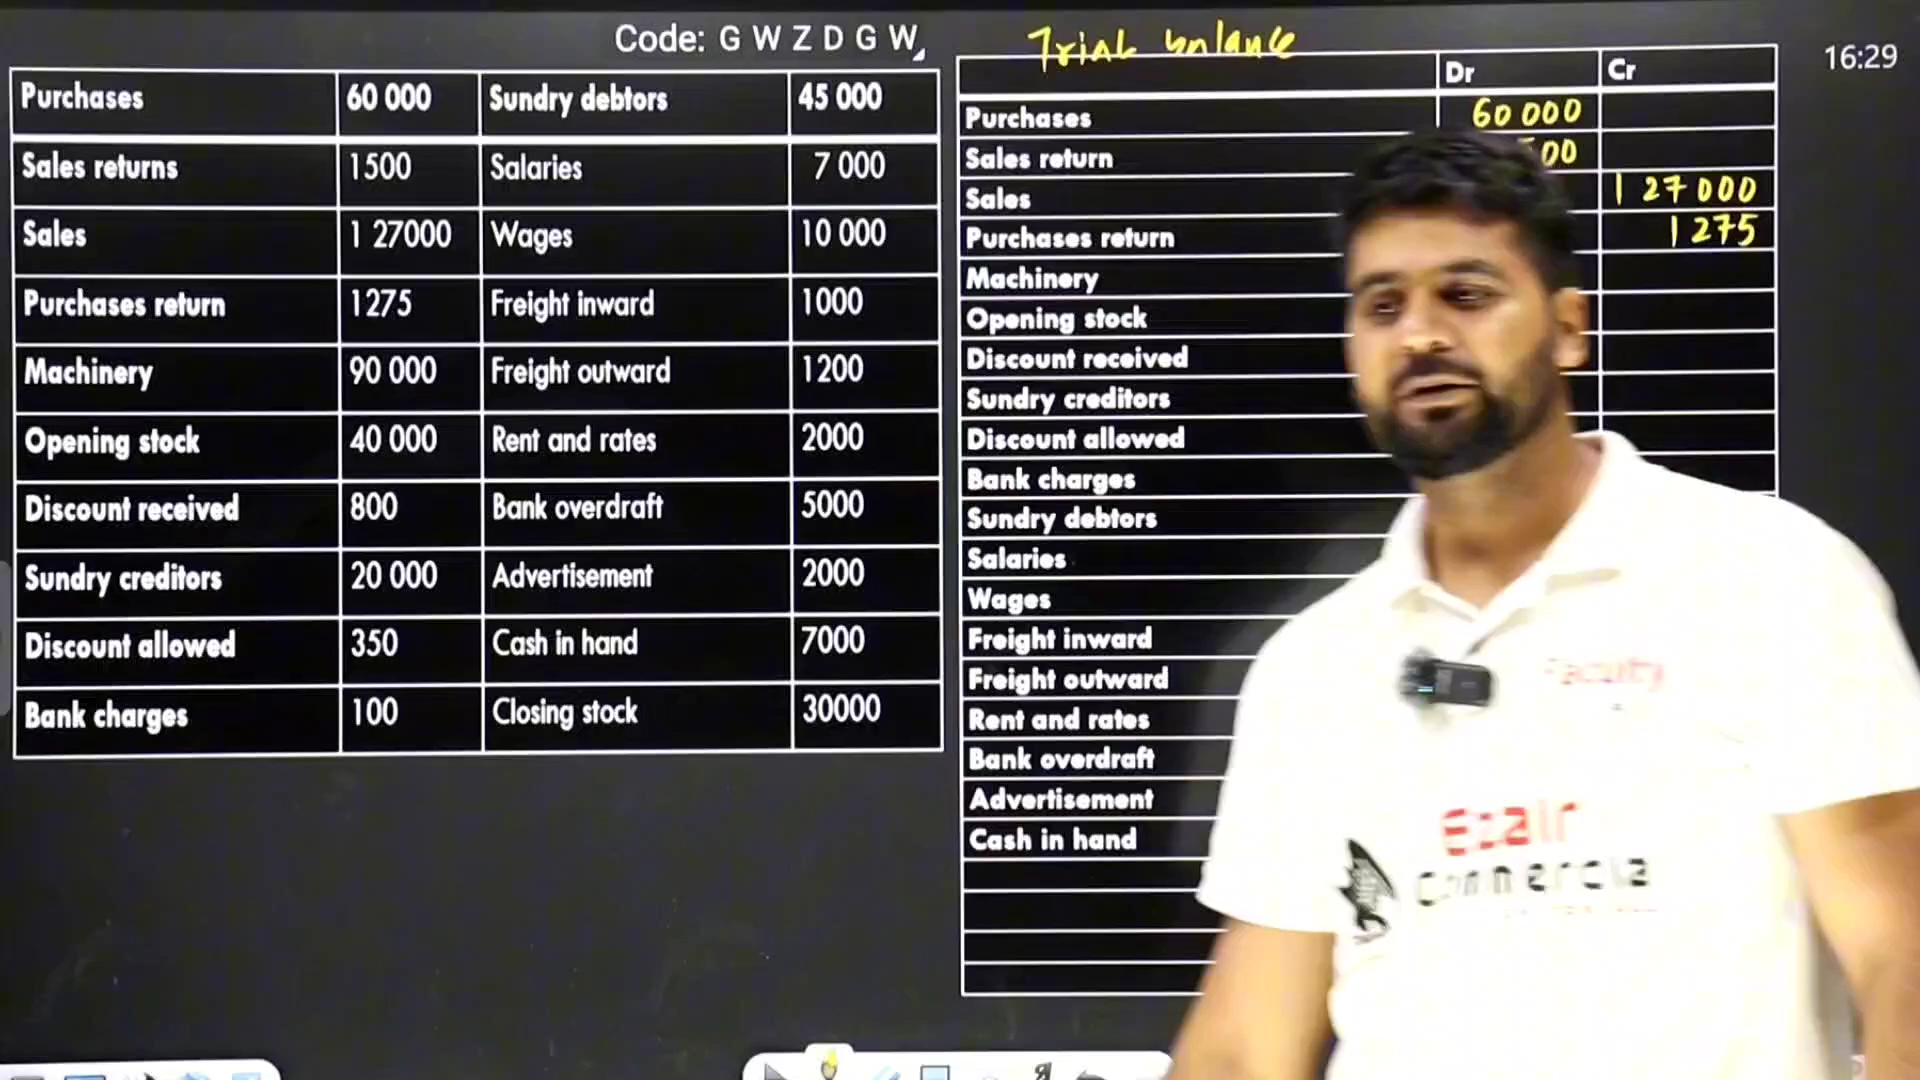 Code: G W Z D G W
Trial balance
16:29
Purchases 60 000 Sundry debtors 45 000
Sales returns 1500 Salaries 7 000
Sales 1 27000 Wages 10 000
Purchases return 1275 Freight inward 1000
Machinery 90 000 Freight outward 1200
Opening stock 40 000 Rent and rates 2000
Discount received 800 Bank overdraft 5000
Sundry creditors 20 000 Advertisement 2000
Discount allowed 350 Cash in hand 7000
Bank charges 100 Closing stock 30000
Dr Cr
Purchases 60 000
Sales return 500
Sales 1 27 000
Purchases return 1275
Machinery
Opening stock
Discount received
Sundry creditors
Discount allowed
Bank charges
Sundry debtors
Salaries
Wages
Freight inward
Freight outward
Rent and rates
Bank overdraft
Advertisement
Cash in hand
Faculty